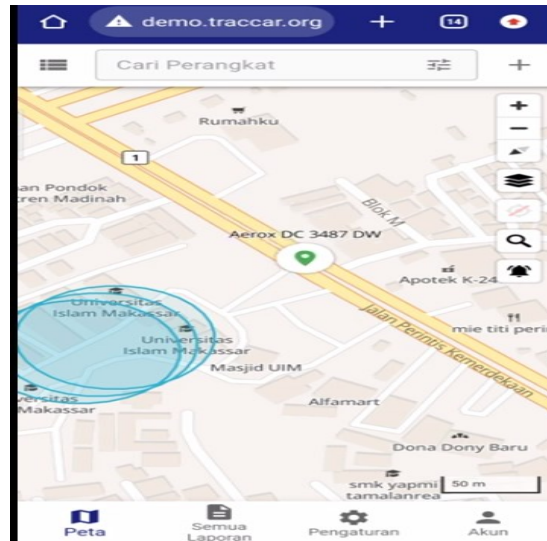 demo.traccar.org
14
Cari Perangkat
Rumahku
1
an Pondok
ren Madinah
Blok M
Aerox DC 3487 DW
Apotek K-24
Universitas
Islam Makassar
Universitas
Islam Makassar
Jalan Perintis Kemerdekaan
mie titi perin
Masjid UIM
versitas
Makassar
Alfamart
Dona Dony Baru
smk yapmi
tamalanrea
50 m
Peta
Semua
Laporan
Pengaturan
Akun